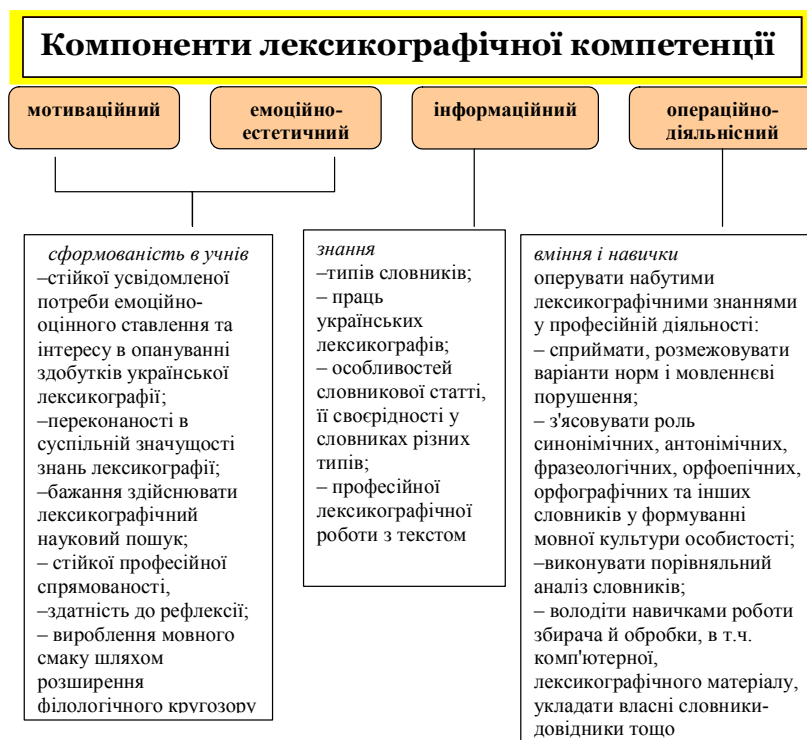 Компоненти лексикографічної компетенції
мотиваційний
емоційно-
естетичний
інформаційний
операційно-
діяльнісний
сформованість в учнів
–стійкої усвідомленої
потреби емоційно-
оцінного ставлення та
інтересу в опануванні
здобутків української
лексикографії;
–переконаності в
суспільній значущості
знань лексикографії;
–бажання здійснювати
лексикографічний
науковий пошук;
– стійкої професійної
спрямованості,
–здатність до рефлексії;
– вироблення мовного
смаку шляхом
розширення
філологічного кругозору
знання
–типів словників;
– праць
українських
лексикографів;
– особливостей
словникової статті,
її своєрідності у
словниках різних
типів;
– професійної
лексикографічної
роботи з текстом
вміння і навички
оперувати набутими
лексикографічними знаннями
у професійній діяльності:
– сприймати, розмежовувати
варіанти норм і мовленнєві
порушення;
– з'ясовувати роль
синонімічних, антонімічних,
фразеологічних, орфоепічних,
орфографічних та інших
словників у формуванні
мовної культури особистості;
–виконувати порівняльний
аналіз словників;
– володіти навичками роботи
збирача й обробки, в т.ч.
комп'ютерної,
лексикографічного матеріалу,
укладати власні словники-
довідники тощо